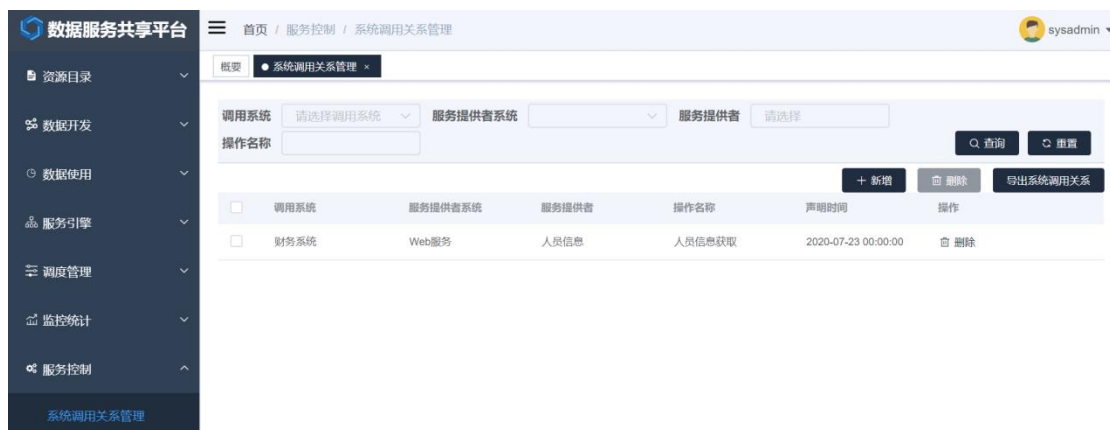 数据服务共享平台
首页 / 服务控制 / 系统调用关系管理
sysadmin
概要 ● 系统调用关系管理 ×
资源目录
数据开发
数据使用
服务引擎
调度管理
监控统计
服务控制
系统调用关系管理
调用系统 请选择调用系统 服务提供者系统 服务提供者 请选择
操作名称 查询 重置
+ 新增 删除 导出系统调用关系
调用系统 服务提供者系统 服务提供者 操作名称 声明时间 操作
财务系统 Web服务 人员信息 人员信息获取 2020-07-23 00:00:00 删除